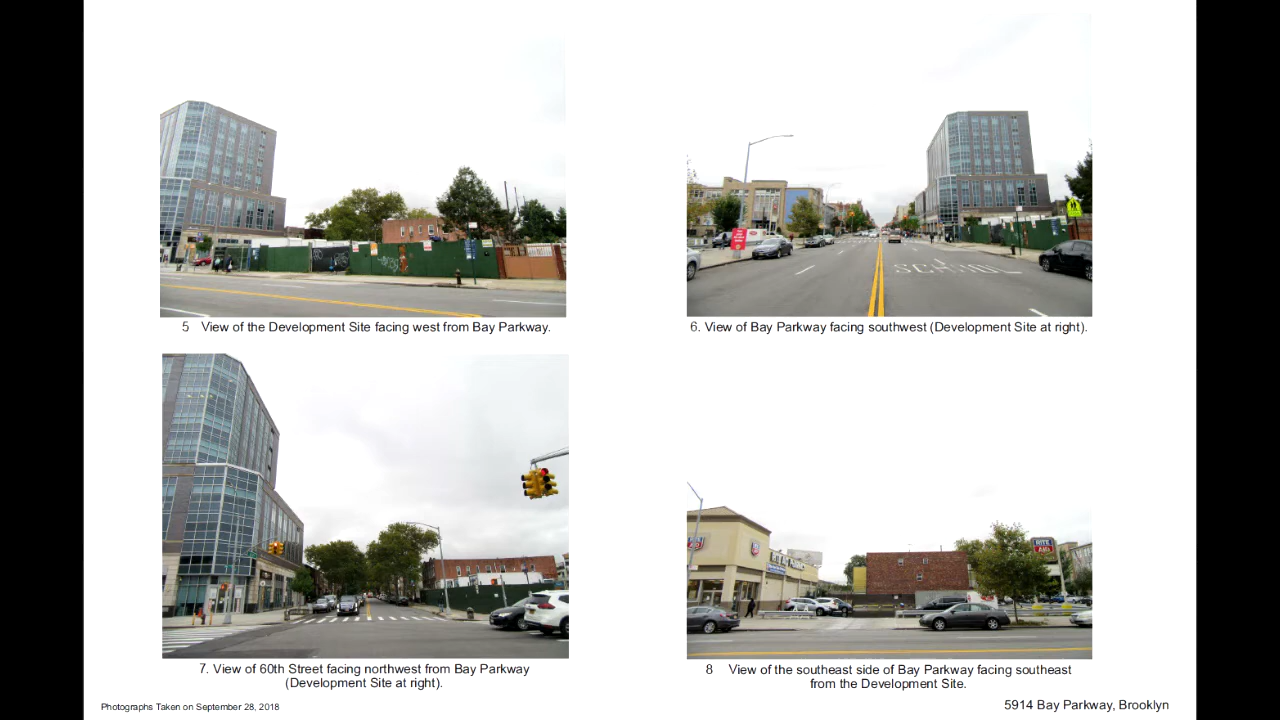 5 View of the Development Site facing west from Bay Parkway.
6. View of Bay Parkway facing southwest (Development Site at right).
SCHOOL
7. View of 60th Street facing northwest from Bay Parkway
(Development Site at right).
RITE
AID
8 View of the southeast side of Bay Parkway facing southeast
from the Development Site.
Photographs Taken on September 28, 2018
5914 Bay Parkway, Brooklyn